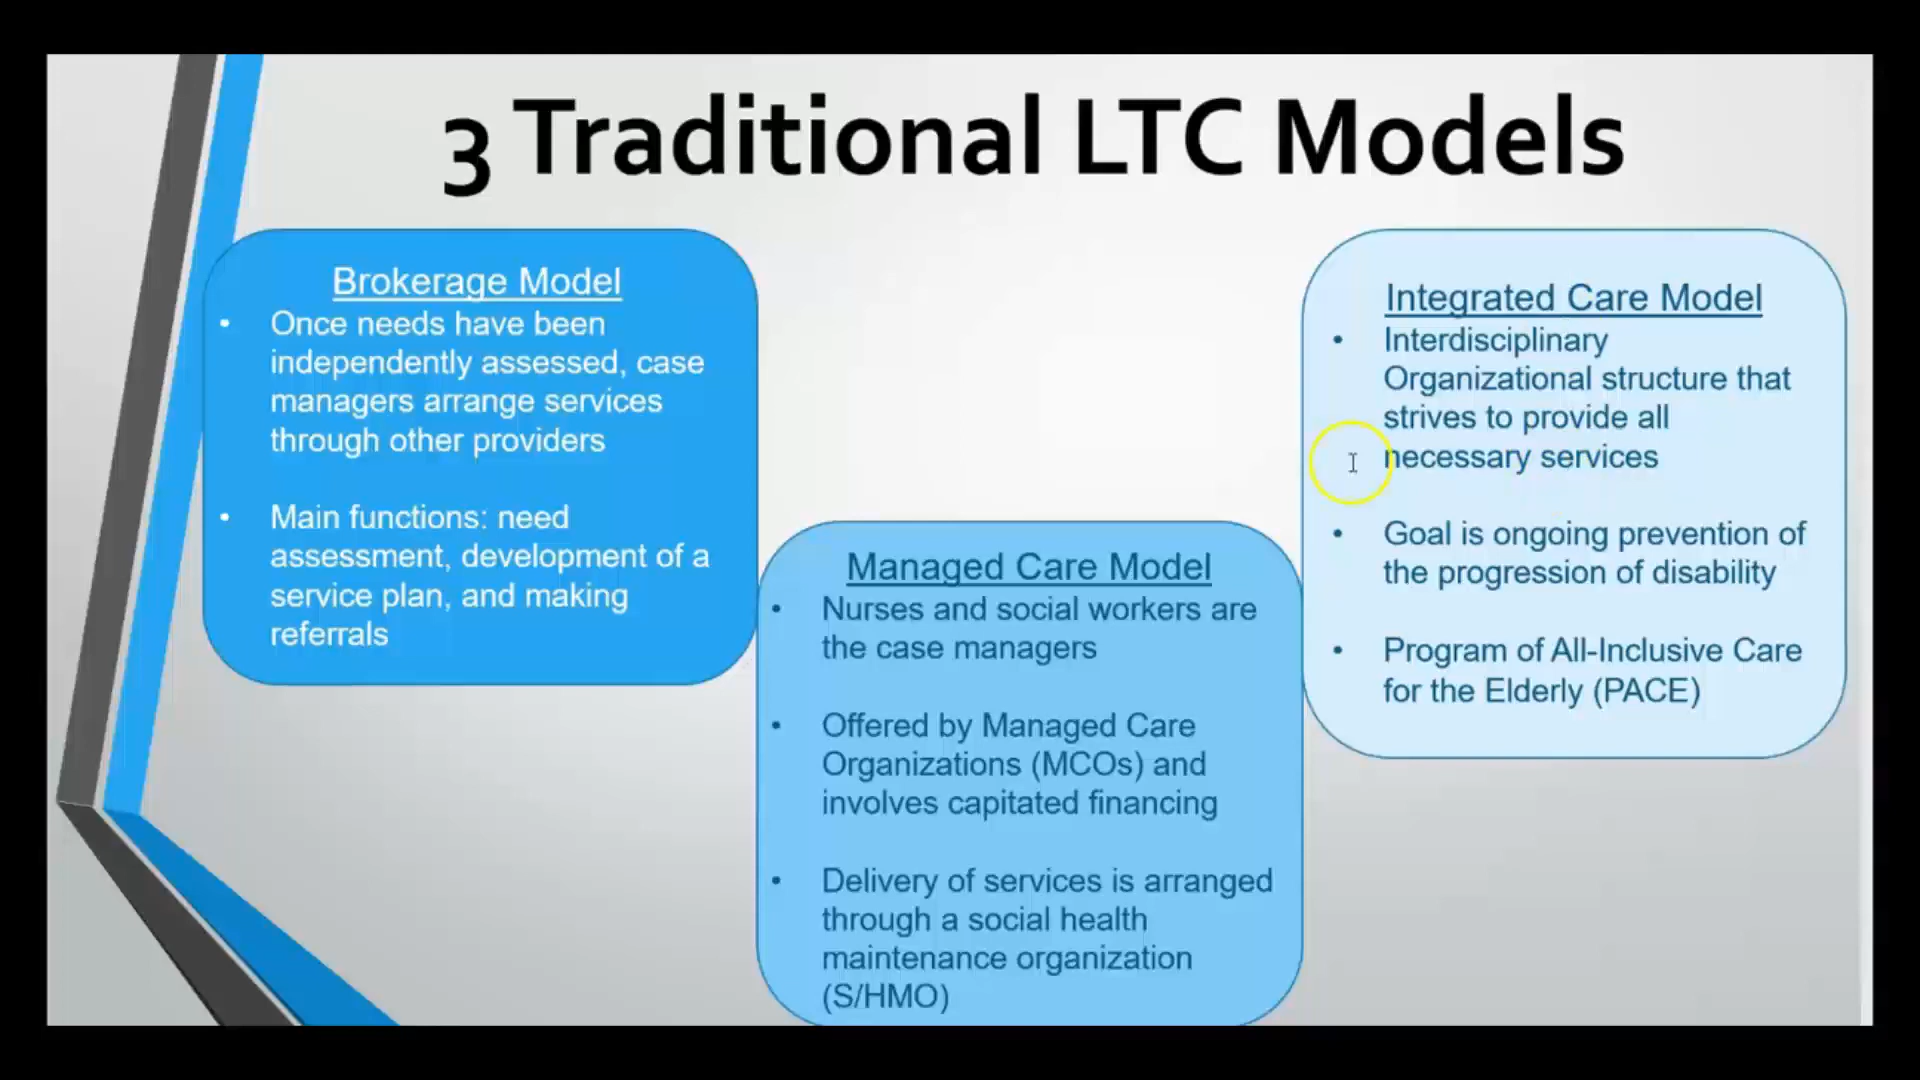 3 Traditional LTC Models
Brokerage Model
• Once needs have been
independently assessed, case
managers arrange services
through other providers
• Main functions: need
assessment, development of a
service plan, and making
referrals
Managed Care Model
• Nurses and social workers are
the case managers
• Offered by Managed Care
Organizations (MCOs) and
involves capitated financing
• Delivery of services is arranged
through a social health
maintenance organization
(S/HMO)
Integrated Care Model
• Interdisciplinary
Organizational structure that
strives to provide all
necessary services
• Goal is ongoing prevention of
the progression of disability
• Program of All-Inclusive Care
for the Elderly (PACE)